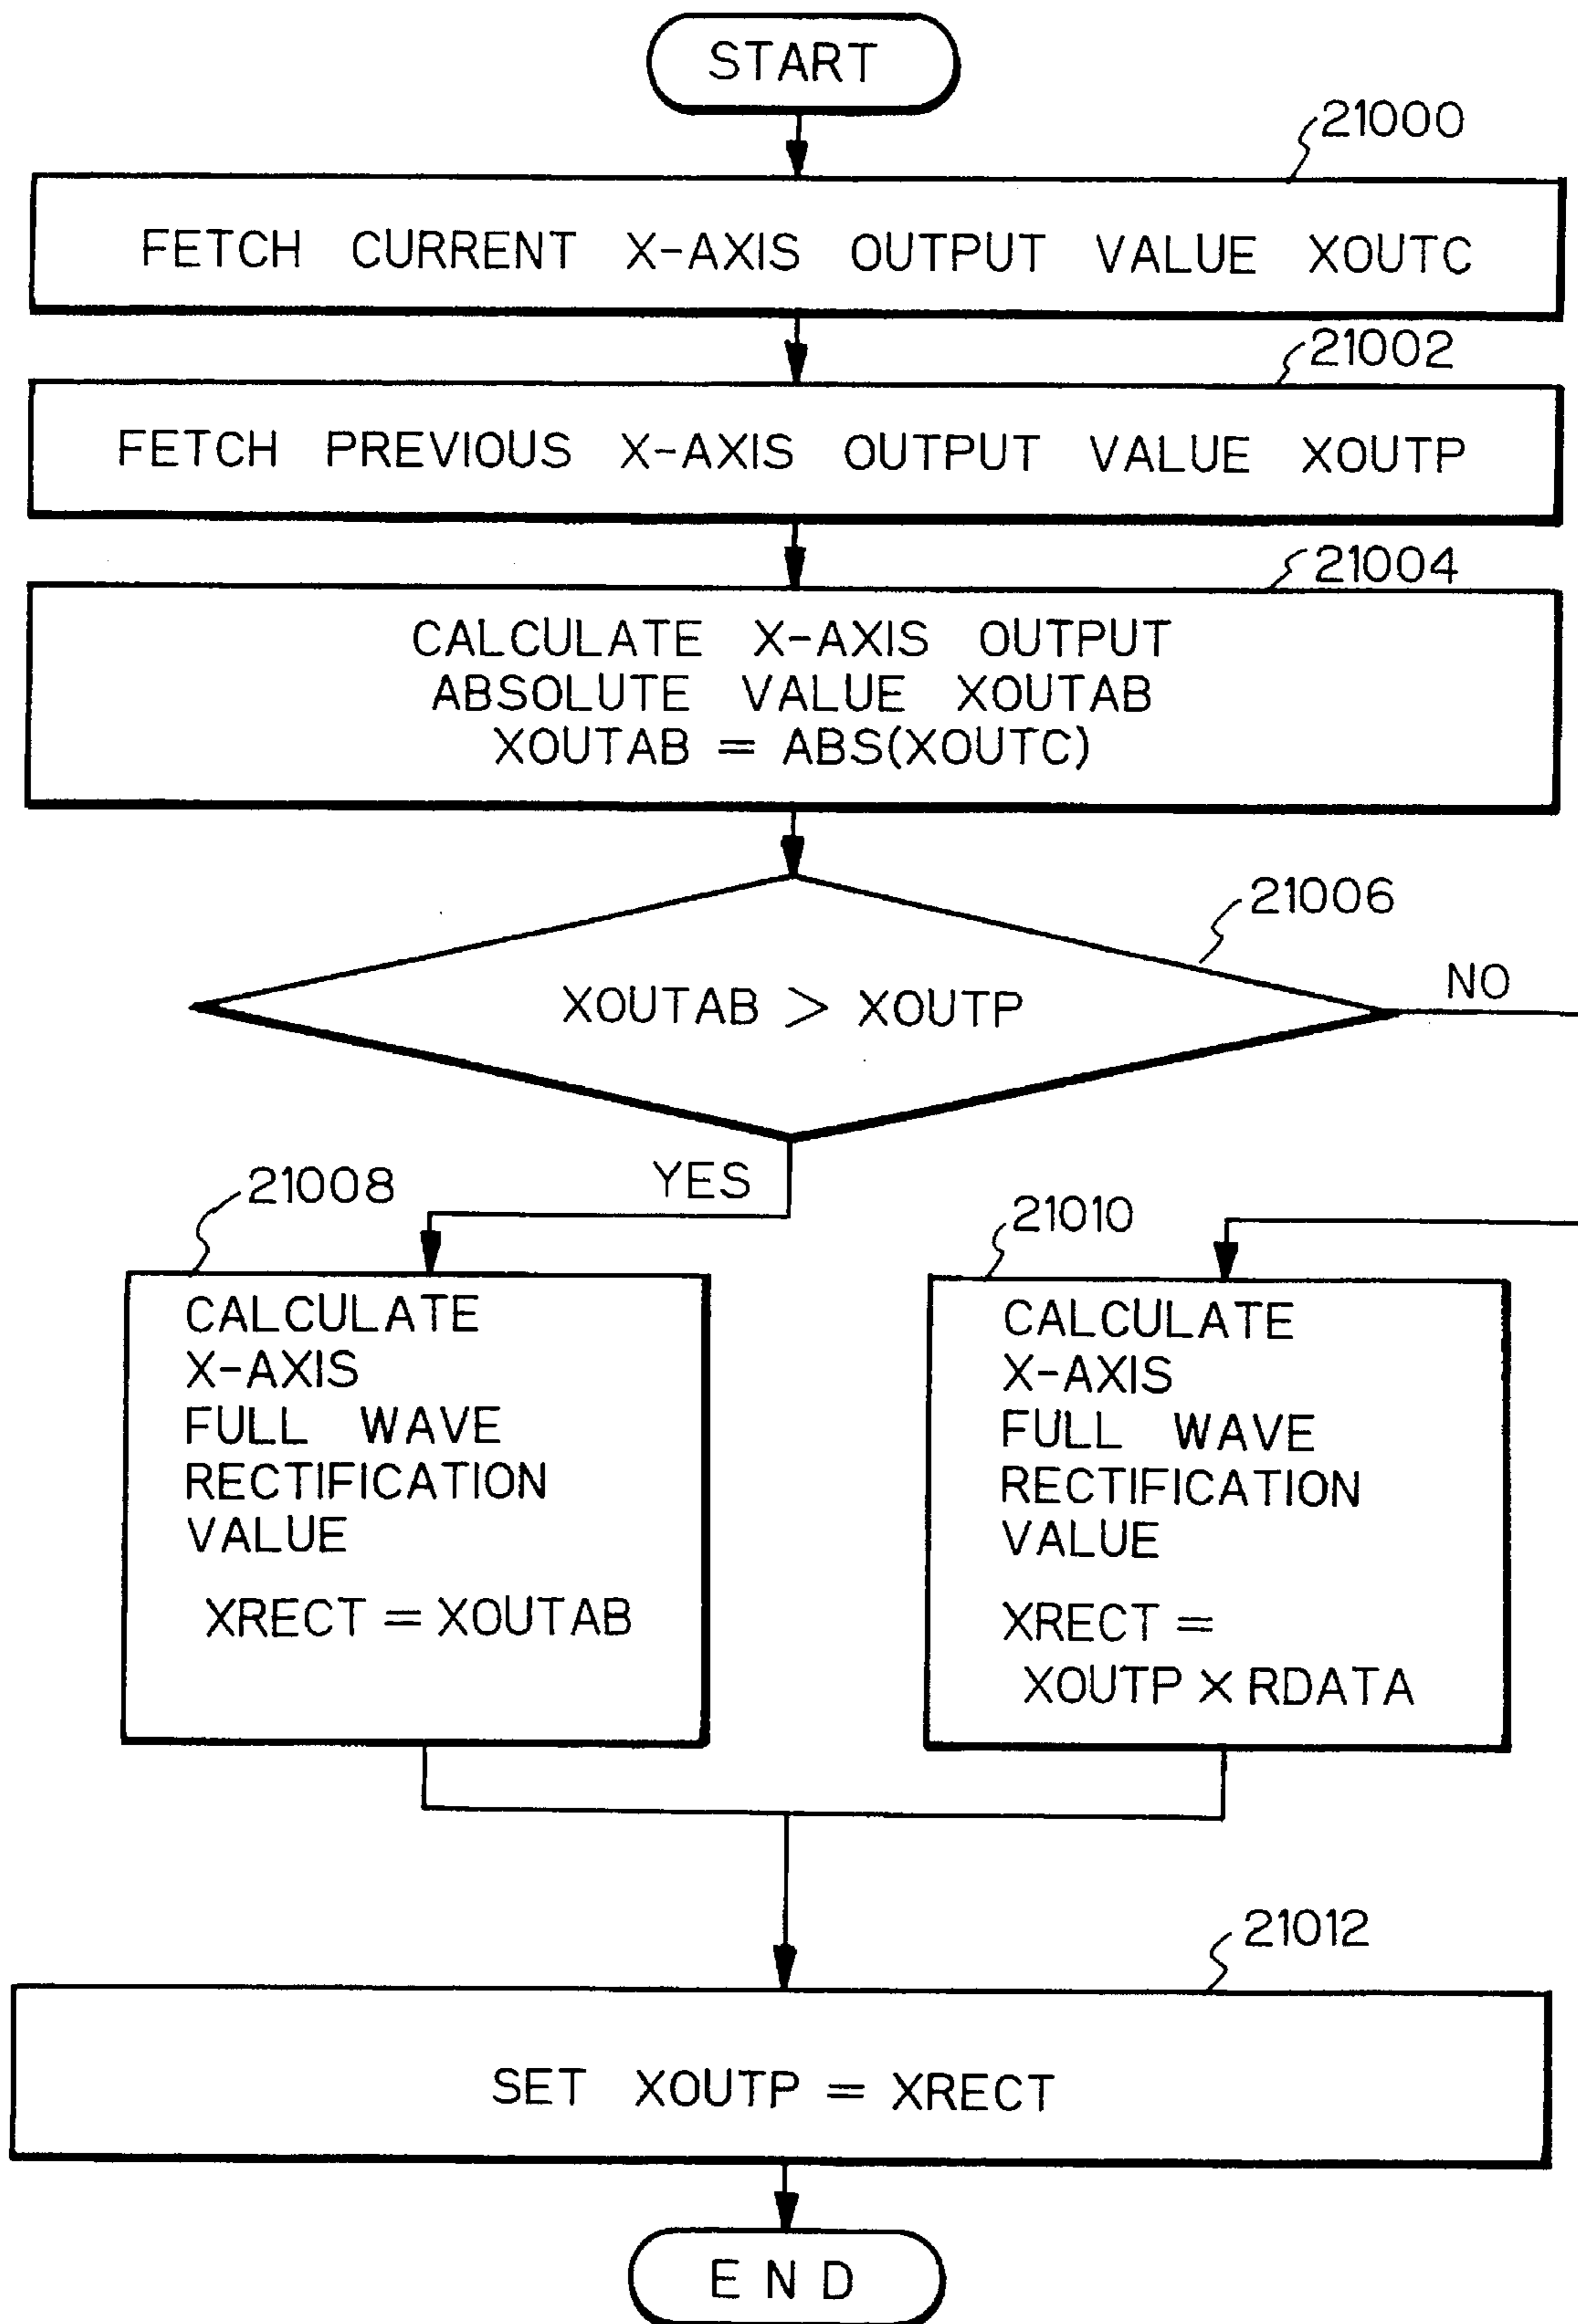 START
21000
FETCH CURRENT X-AXIS OUTPUT VALUE XOUTC
21002
FETCH PREVIOUS X-AXIS OUTPUT VALUE XOUTP
21004
CALCULATE X-AXIS OUTPUT
ABSOLUTE VALUE XOUTAB
XOUTAB = ABS(XOUTC)
21006
XOUTAB > XOUTP
NO
YES
21008
CALCULATE
X-AXIS
FULL WAVE
RECTIFICATION
VALUE
XRECT = XOUTAB
21010
CALCULATE
X-AXIS
FULL WAVE
RECTIFICATION
VALUE
XRECT =
XOUTP × RDATA
21012
SET XOUTP = XRECT
END